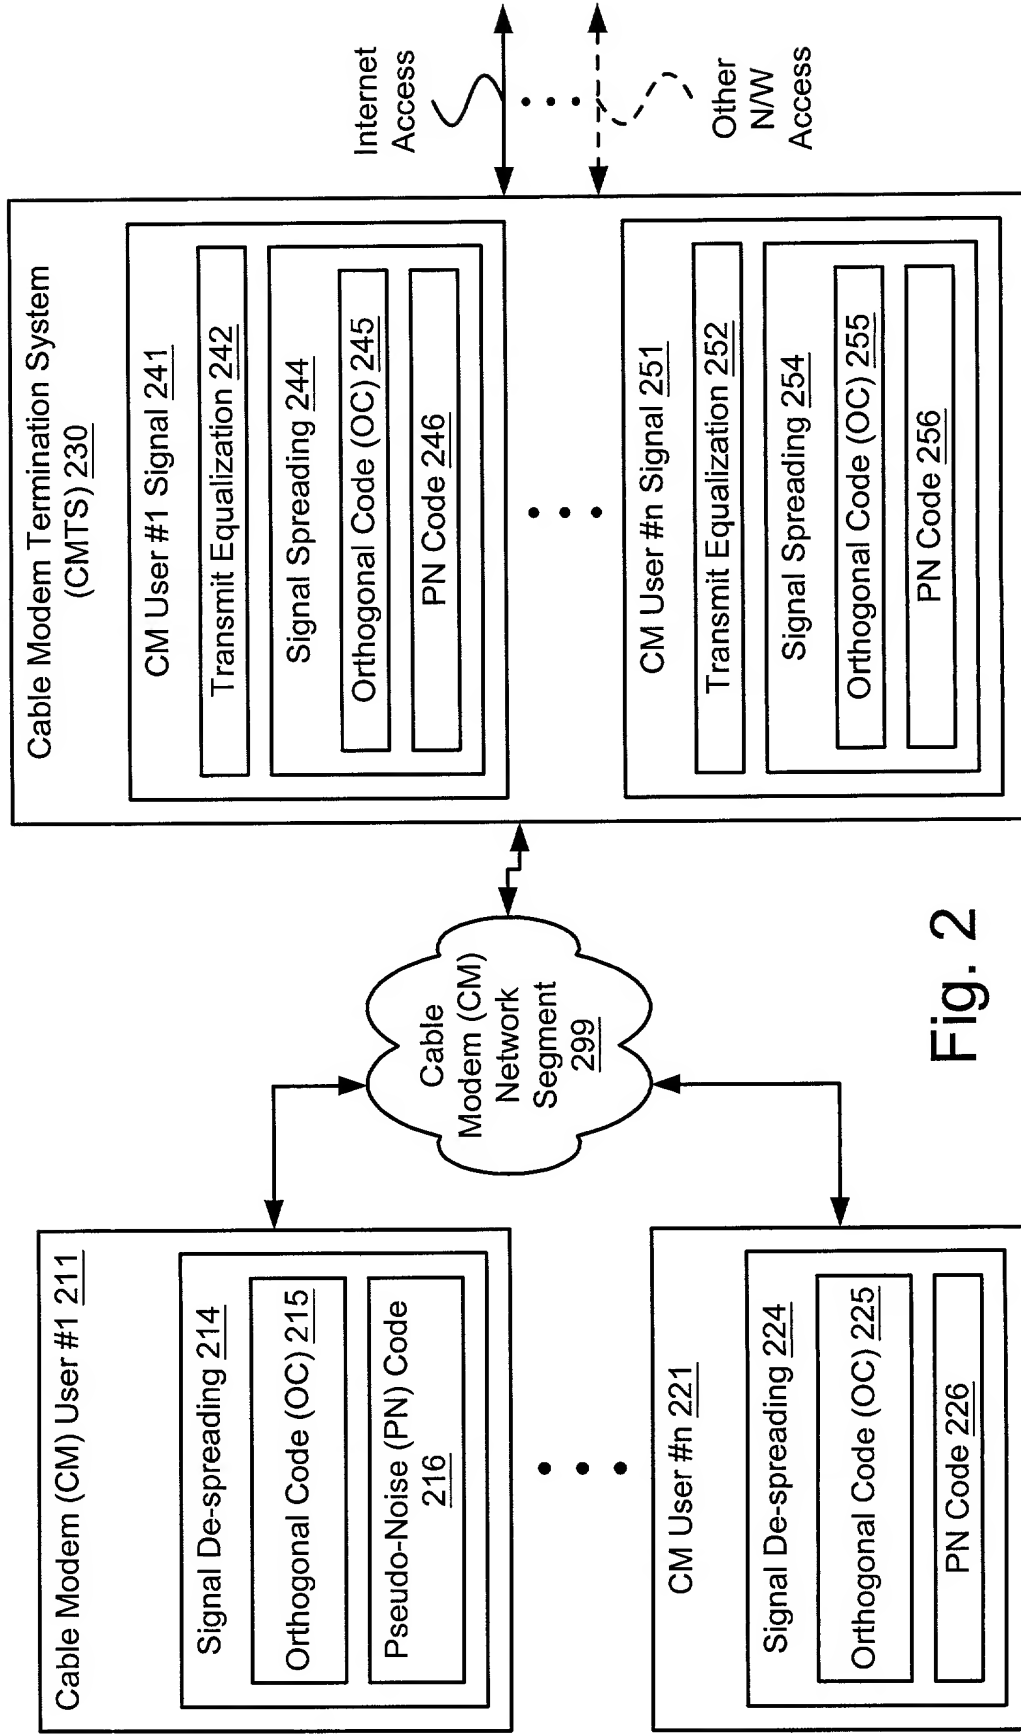 Cable Modem (CM) User #1 211
Signal De-spreading 214
Orthogonal Code (OC) 215
Pseudo-Noise (PN) Code
216
CM User #n 221
Signal De-spreading 224
Orthogonal Code (OC) 225
PN Code 226
Cable
Modem (CM)
Network
Segment
299
Cable Modem Termination System
(CMTS) 230
CM User #1 Signal 241
Transmit Equalization 242
Signal Spreading 244
Orthogonal Code (OC) 245
PN Code 246
CM User #n Signal 251
Transmit Equalization 252
Signal Spreading 254
Orthogonal Code (OC) 255
PN Code 256
Internet
Access
Other
N/W
Access
Fig. 2